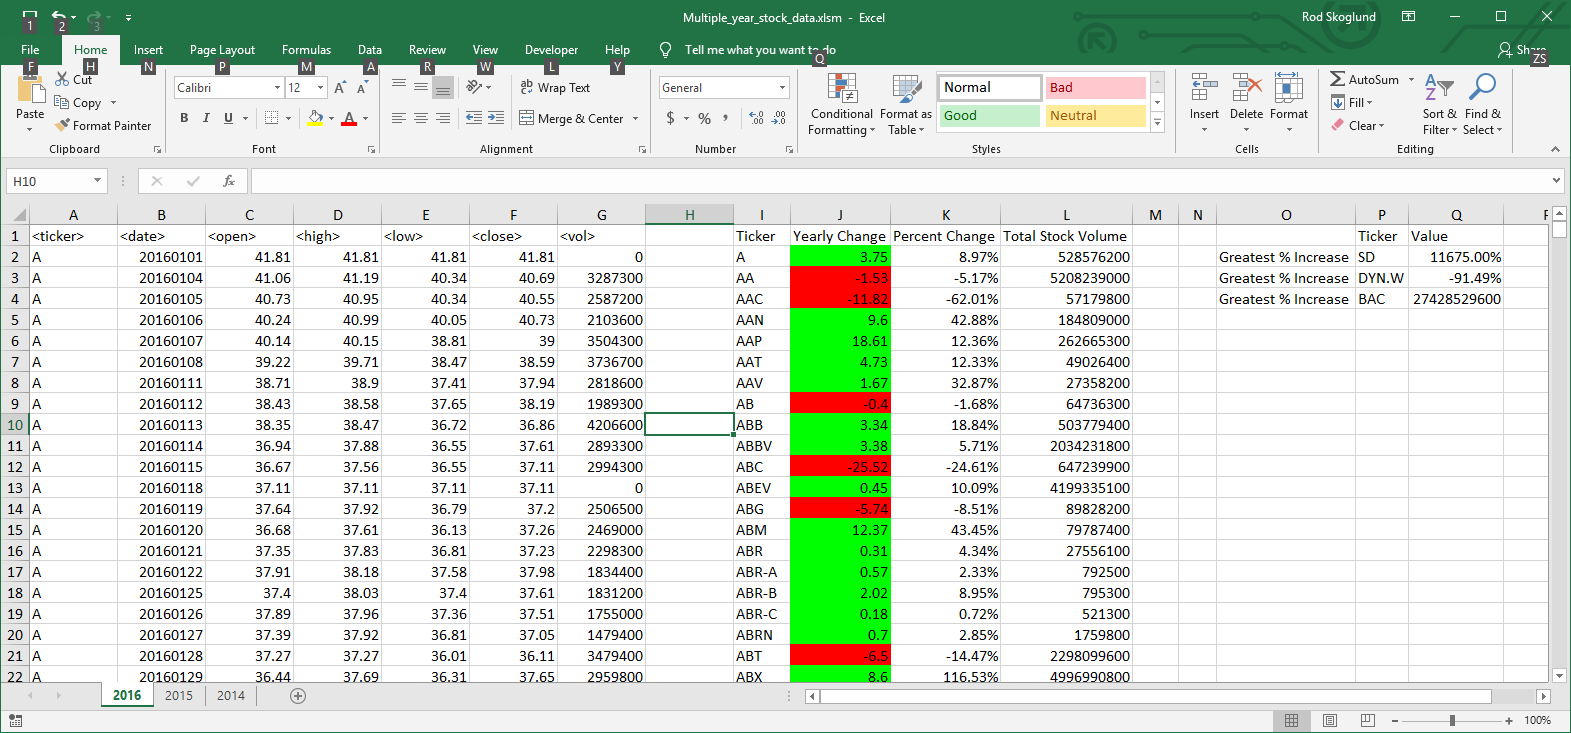 Multiple_year_stock_data.xlsm - Excel
Rod Skoglund
1 2 3
File Home Insert Page Layout Formulas Data Review View Developer Help Tell me what you want to do Share
F H N P M A R W L Y Q ZS
Paste
Cut
Copy
Format Painter
Clipboard
Calibri 12
B I U A
Font
Wrap Text
Merge & Center
Alignment
General
$ % ,
Number
Conditional Formatting
Format as Table
Normal Bad
Good Neutral
Styles
Insert Delete Format
Cells
AutoSum
Fill
Clear
Sort & Filter
Find & Select
Editing
H10 fx
A B C D E F G H I J K L M N O P Q
1 <ticker> <date> <open> <high> <low> <close> <vol> Ticker Yearly Change Percent Change Total Stock Volume Ticker Value
2 A 20160101 41.81 41.81 41.81 41.81 0 A 3.75 8.97% 528576200 Greatest % Increase SD 11675.00%
3 A 20160104 41.06 41.19 40.34 40.69 3287300 AA -1.53 -5.17% 5208239000 Greatest % Increase DYN.W -91.49%
4 A 20160105 40.73 40.95 40.34 40.55 2587200 AAC -11.82 -62.01% 57179800 Greatest % Increase BAC 27428529600
5 A 20160106 40.24 40.99 40.05 40.73 2103600 AAN 9.6 42.88% 184809000
6 A 20160107 40.14 40.15 38.81 39 3504300 AAP 18.61 12.36% 262665300
7 A 20160108 39.22 39.71 38.47 38.59 3736700 AAT 4.73 12.33% 49026400
8 A 20160111 38.71 38.9 37.41 37.94 2818600 AAV 1.67 32.87% 27358200
9 A 20160112 38.43 38.58 37.65 38.19 1989300 AB -0.4 -1.68% 64736300
10 A 20160113 38.35 38.47 36.72 36.86 4206600 ABB 3.34 18.84% 503779400
11 A 20160114 36.94 37.88 36.55 37.61 2893300 ABBV 3.38 5.71% 2034231800
12 A 20160115 36.67 37.56 36.55 37.11 2994300 ABC -25.52 -24.61% 647239900
13 A 20160118 37.11 37.11 37.11 37.11 0 ABEV 0.45 10.09% 4199335100
14 A 20160119 37.64 37.92 36.79 37.2 2506500 ABG -5.74 -8.51% 89828200
15 A 20160120 36.68 37.61 36.13 37.26 2469000 ABM 12.37 43.45% 79787400
16 A 20160121 37.35 37.83 36.81 37.23 2298300 ABR 0.31 4.34% 27556100
17 A 20160122 37.91 38.18 37.58 37.98 1834400 ABR-A 0.57 2.33% 792500
18 A 20160125 37.4 38.03 37.4 37.61 1831200 ABR-B 2.02 8.95% 795300
19 A 20160126 37.89 37.96 37.36 37.51 1755000 ABR-C 0.18 0.72% 521300
20 A 20160127 37.39 37.92 36.81 37.05 1479400 ABRN 0.7 2.85% 1759800
21 A 20160128 37.27 37.27 36.01 36.11 3479400 ABT -6.5 -14.47% 2298099600
22 A 20160129 36.44 37.69 36.31 37.65 2959800 ABX 8.6 116.53% 4996990800
2016 2015 2014
100%